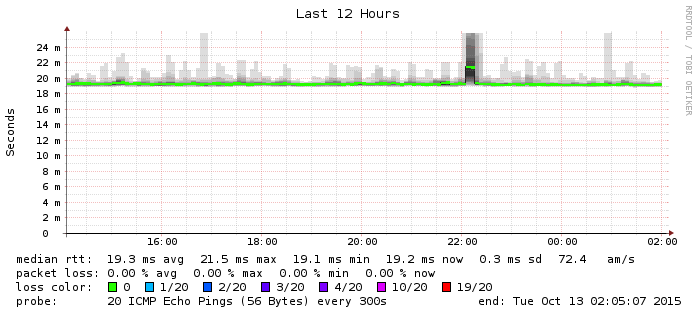 Last 12 Hours
RRDTOOL / TOBI OETIKER
Seconds
24 m
22 m
20 m
18 m
16 m
14 m
12 m
10 m
8 m
6 m
4 m
2 m
0
16:00 18:00 20:00 22:00 00:00 02:00
median rtt: 19.3 ms avg 21.5 ms max 19.1 ms min 19.2 ms now 0.3 ms sd 72.4 am/s
packet loss: 0.00 % avg 0.00 % max 0.00 % min 0.00 % now
loss color: 0 1/20 2/20 3/20 4/20 10/20 19/20
probe: 20 ICMP Echo Pings (56 Bytes) every 300s end: Tue Oct 13 02:05:07 2015